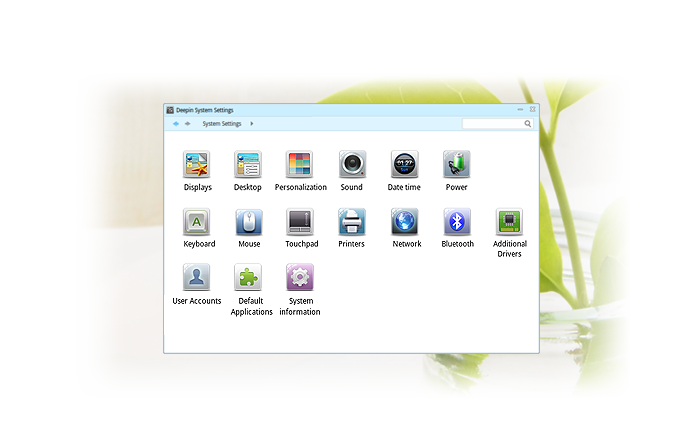 Deepin System Settings
System Settings
Displays Desktop Personalization Sound Date time Power
Keyboard Mouse Touchpad Printers Network Bluetooth Additional
Drivers
User Accounts Default System
Applications information